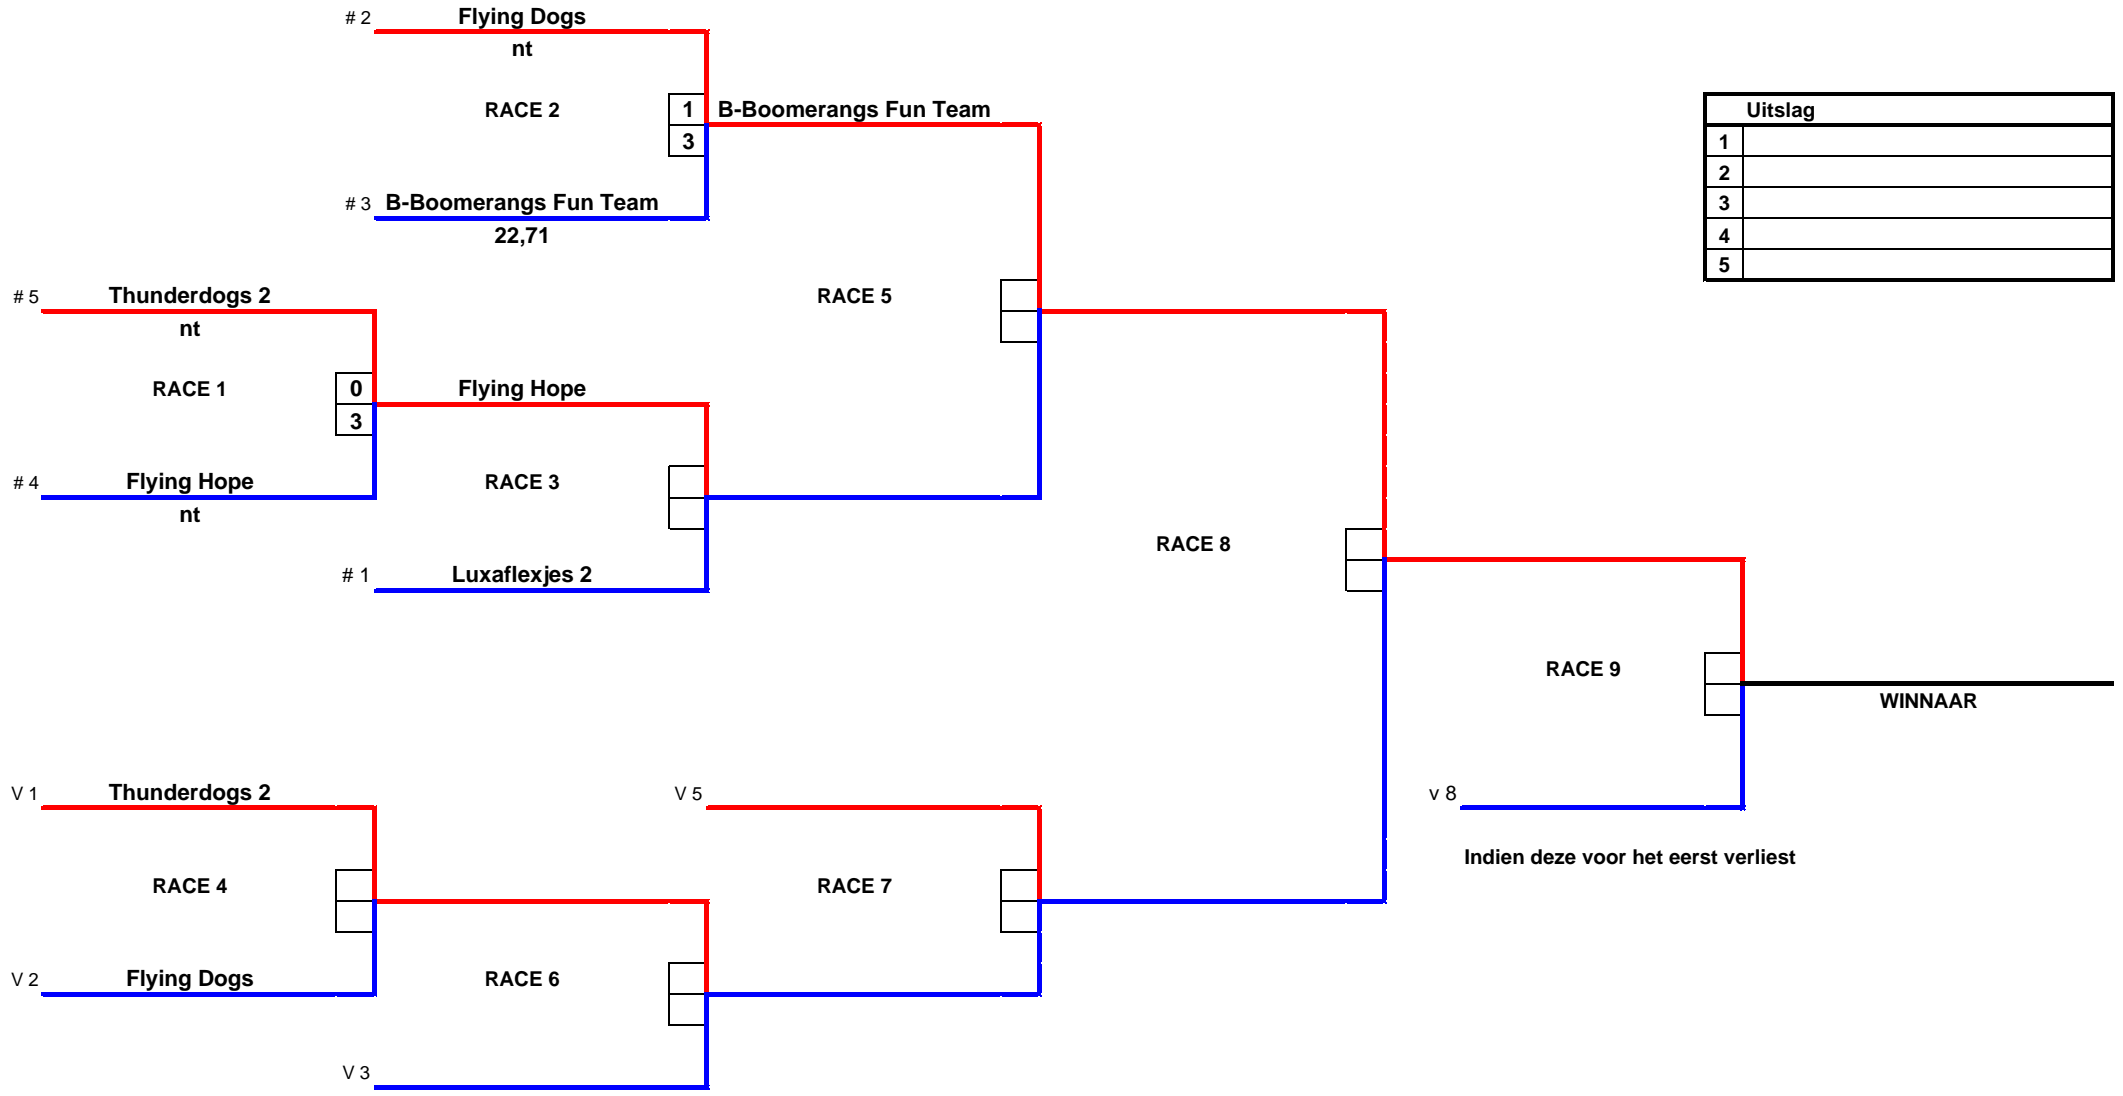 # 2 Flying Dogs
nt
RACE 2
1 B-Boomerangs Fun Team
3
# 3 B-Boomerangs Fun Team
22,71
Uitslag
1
2
3
4
5
# 5 Thunderdogs 2
nt
RACE 5
RACE 1
0
3
Flying Hope
# 4 Flying Hope
nt
RACE 3
# 1 Luxaflexjes 2
RACE 8
RACE 9
WINNAAR
V 1 Thunderdogs 2
V 5
v 8
Indien deze voor het eerst verliest
RACE 4
RACE 7
V 2 Flying Dogs
RACE 6
V 3